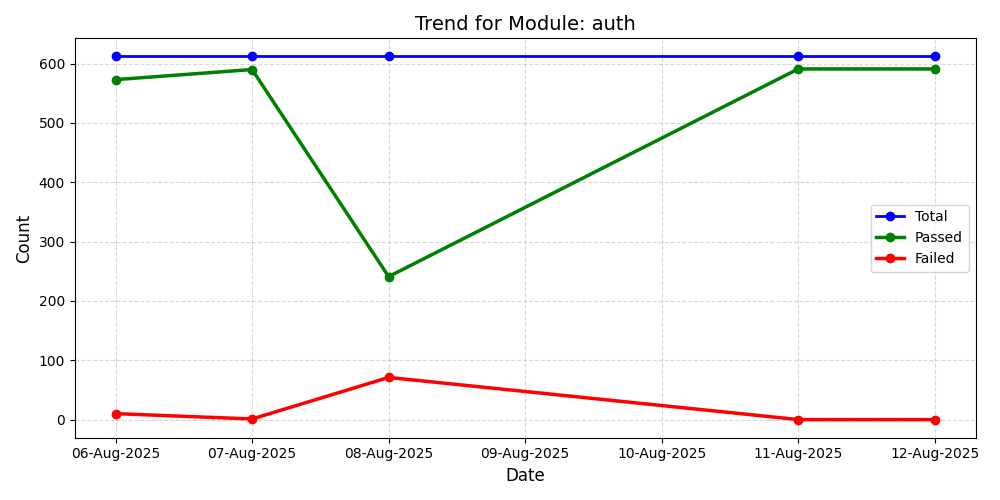 Trend for Module: auth
600
500
400
300
200
100
0
Count
Total
Passed
Failed
06-Aug-2025 07-Aug-2025 08-Aug-2025 09-Aug-2025 10-Aug-2025 11-Aug-2025 12-Aug-2025
Date